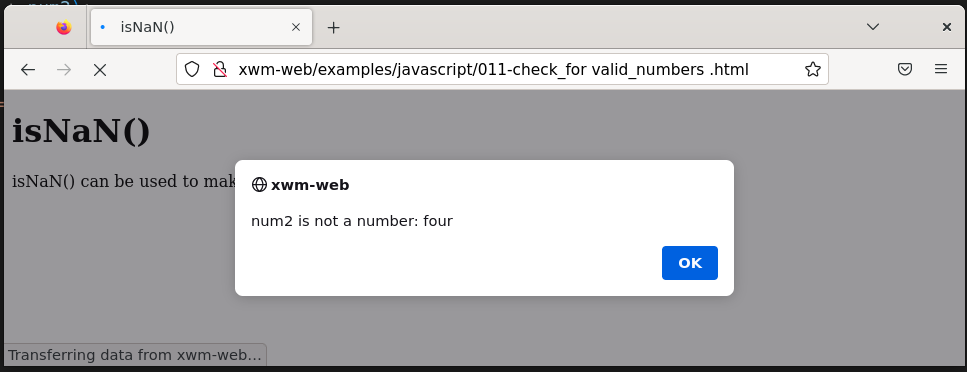 isNaN()
xwm-web/examples/javascript/011-check_for valid_numbers .html
isNaN()
isNaN() can be used to mak
xwm-web
num2 is not a number: four
OK
Transferring data from xwm-web…